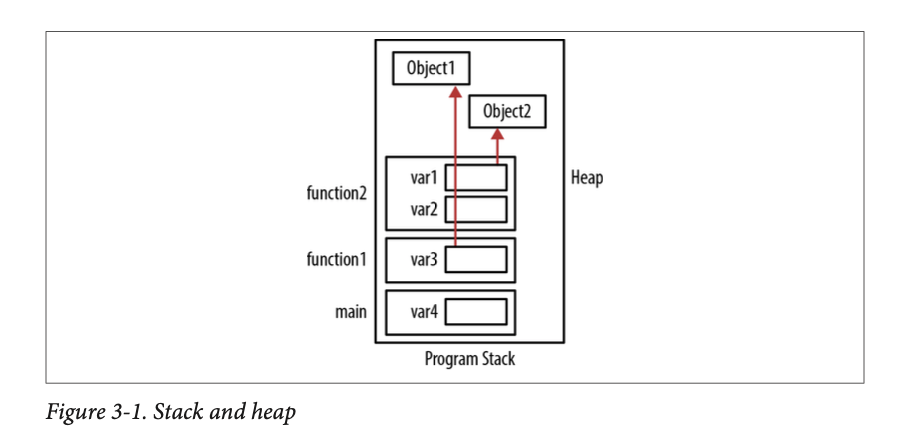 Object1
Object2
var1
Heap
function2
var2
function1
var3
main
var4
Program Stack
Figure 3-1. Stack and heap